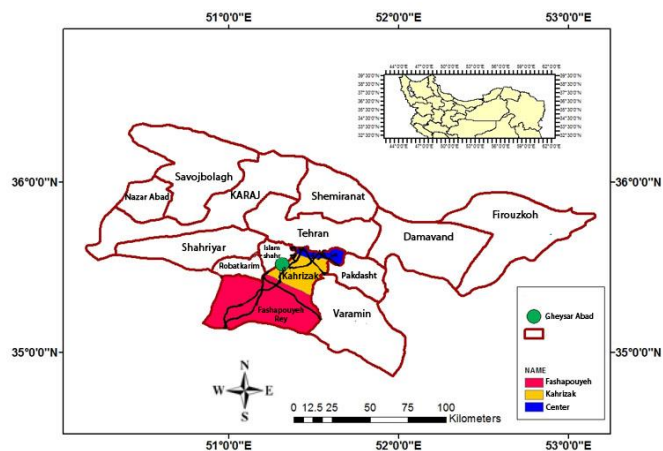 51°0'0"E 52°0'0"E 53°0'0"E
36°0'0"N
35°0'0"N
36°0'0"N
35°0'0"N
Savojbolagh
Nazar Abad
KARAJ
Shemiranat
Firouzkoh
Tehran
Damavand
Shahriyar
Islam
shahr
Robatkarim
Kahrizak
Pakdasht
Fashapouyeh
Rey
Varamin
Gheysar Abad
NAME
Fashapouyeh
Kahrizak
Center
N
W E
S
0 12.5 25 50 75 100
Kilometers
51°0'0"E 52°0'0"E 53°0'0"E